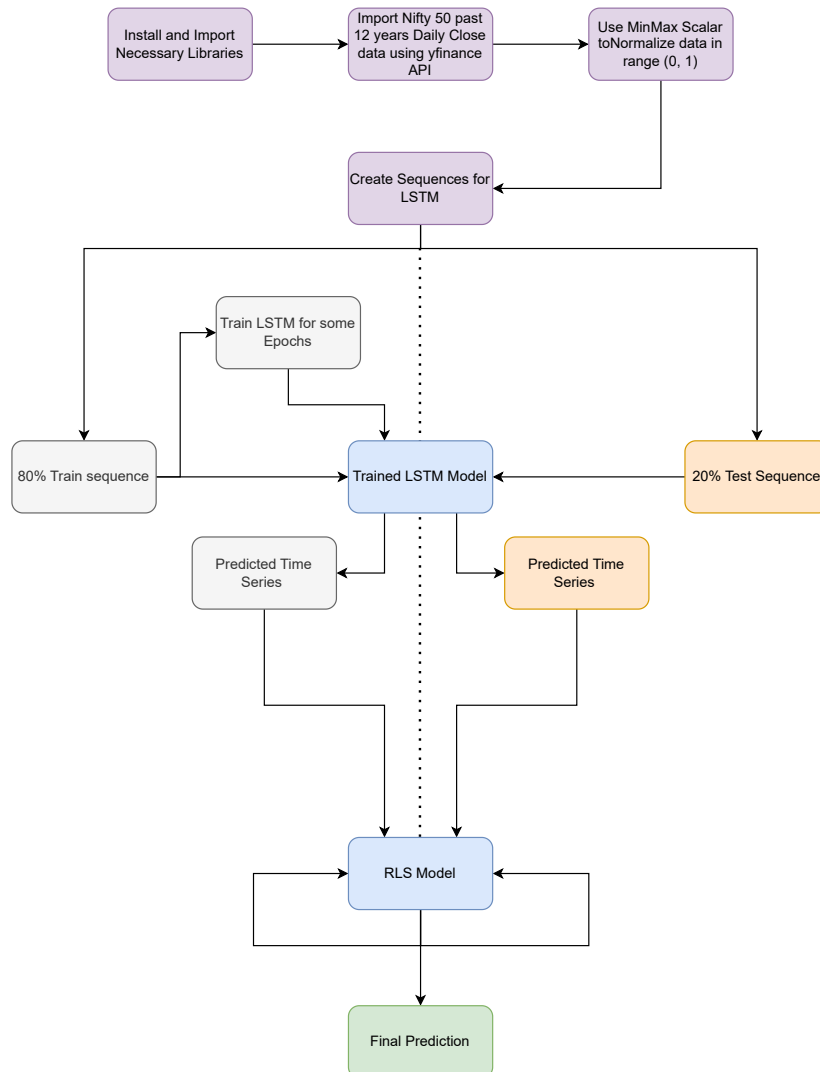 Install and Import
Necessary Libraries
Import Nifty 50 past
12 years Daily Close
data using yfinance
API
Use MinMax Scalar
toNormalize data in
range (0, 1)
Create Sequences for
LSTM
Train LSTM for some
Epochs
80% Train sequence
Trained LSTM Model
20% Test Sequence
Predicted Time
Series
Predicted Time
Series
RLS Model
Final Prediction